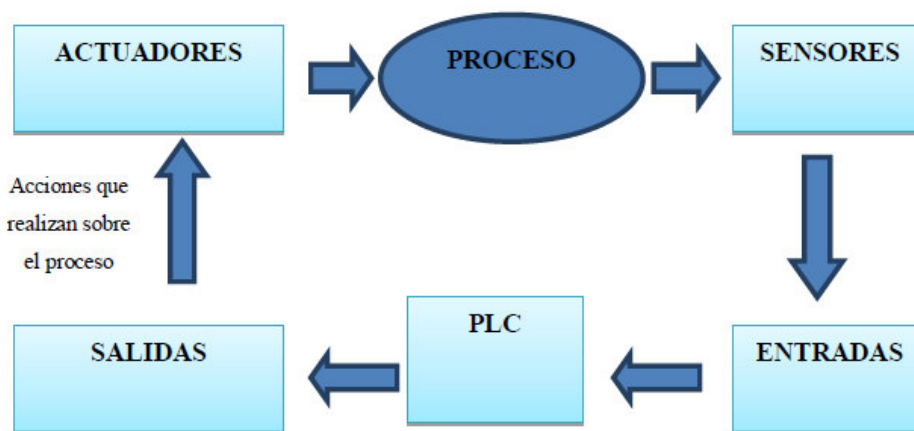 ACTUADORES
PROCESO
SENSORES
Acciones que
realizan sobre
el proceso
SALIDAS
PLC
ENTRADAS